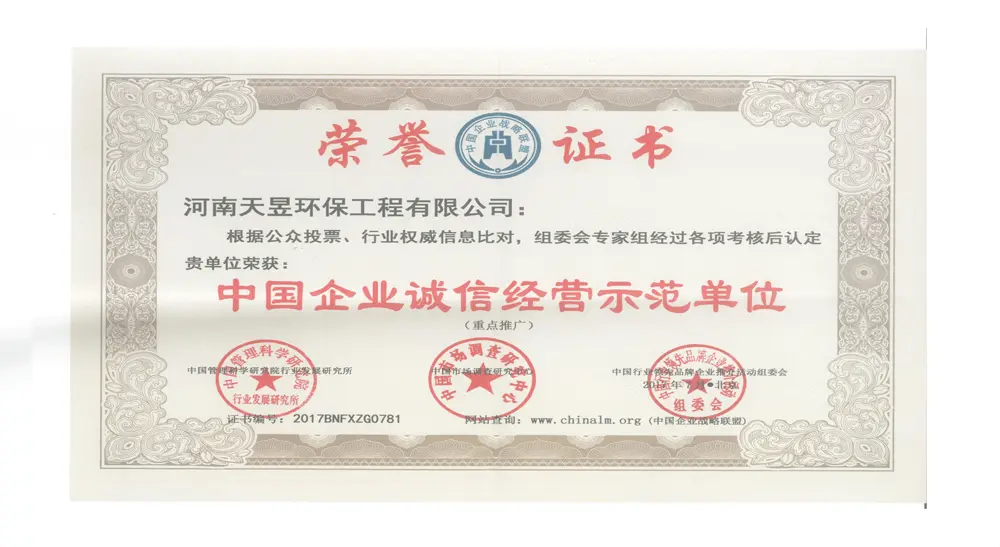 荣誉证书
中国企业战略联盟
河南天昱环保工程有限公司：
根据公众投票、行业权威信息比对，组委会专家组经过各项考核后认定
贵单位荣获：
中国企业诚信经营示范单位
（重点推广）
中国管理科学研究院行业发展研究所
中国市场调查研究中心
中国行业领先品牌企业推介活动组委会
2017年7月•北京
中国管理科学研究院
行业发展研究所
中国市场调查研究中心
组委会
证书编号：2017BNFXZG0781
网站查询：www.chinalm.org (中国企业战略联盟)